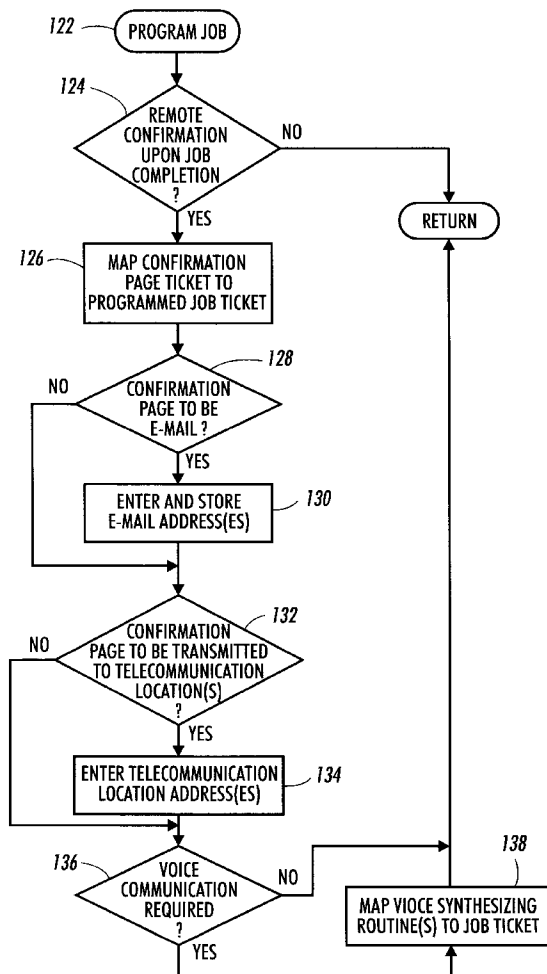 122
PROGRAM JOB
124
REMOTE
CONFIRMATION
UPON JOB
COMPLETION
?
NO
YES
RETURN
126
MAP CONFIRMATION
PAGE TICKET TO
PROGRAMMED JOB TICKET
128
NO
CONFIRMATION
PAGE TO BE
E-MAIL ?
YES
ENTER AND STORE
E-MAIL ADDRESS(ES)
130
132
NO
CONFIRMATION
PAGE TO BE TRANSMITTED
TO TELECOMMUNICATION
LOCATION(S)
?
YES
ENTER TELECOMMUNICATION
LOCATION ADDRESS(ES)
134
136
VOICE
COMMUNICATION
REQUIRED
?
NO
YES
138
MAP VIOCE SYNTHESIZING
ROUTINE(S) TO JOB TICKET